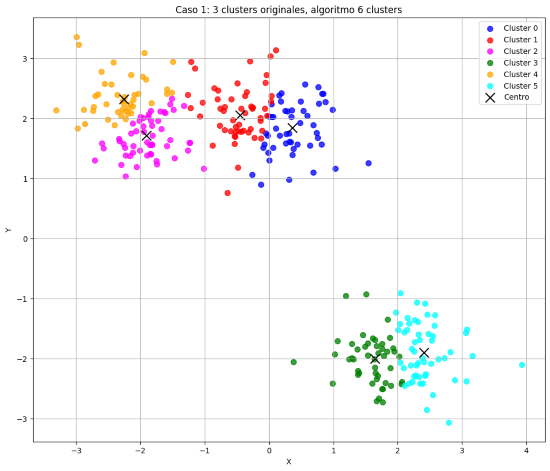 Caso 1: 3 clusters originales, algoritmo 6 clusters
Cluster 0
Cluster 1
Cluster 2
Cluster 3
Cluster 4
Cluster 5
Centro
3
2
1
0
−1
−2
−3
Y
−3
−2
−1
0
1
2
3
4
X